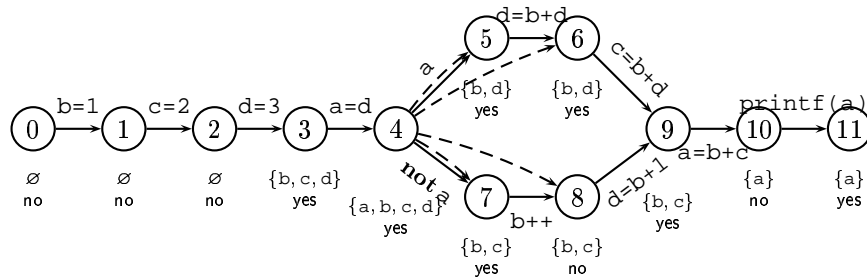 d=b+d
5
6
a
c=b+d
{b, d}
yes
{b, d}
yes
b=1
c=2
d=3
a=d
printf(a)
0
1
2
3
4
9
10
11
a=b+c
not a
d=b+1
∅
no
∅
no
∅
no
{b, c, d}
yes
{a, b, c, d}
yes
7
8
b++
{b, c}
yes
{b, c}
no
{b, c}
yes
{a}
no
{a}
yes